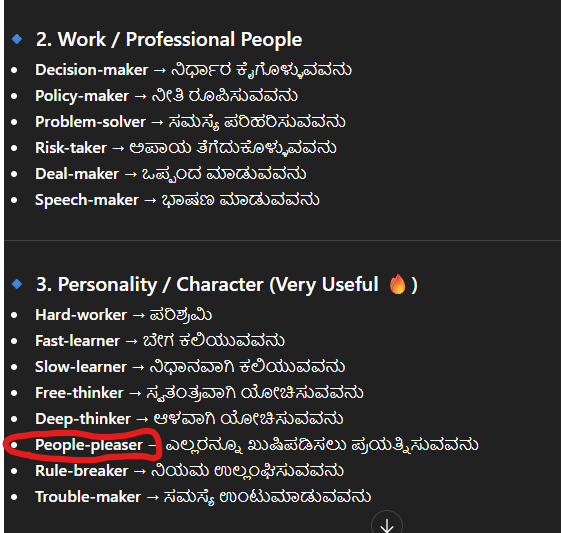 2. Work / Professional People
Decision-maker → ನಿರ್ಧಾರ ಕೈಗೊಳ್ಳುವವನು
Policy-maker → ನೀತಿ ರೂಪಿಸುವವನು
Problem-solver → ಸಮಸ್ಯೆ ಪರಿಹರಿಸುವವನು
Risk-taker → ಅಪಾಯ ತೆಗೆದುಕೊಳ್ಳುವವನು
Deal-maker → ಒಪ್ಪಂದ ಮಾಡುವವನು
Speech-maker → ಭಾಷಣ ಮಾಡುವವನು
3. Personality / Character (Very Useful 🔥 )
Hard-worker → ಪರಿಶ್ರಮಿ
Fast-learner → ಬೇಗ ಕಲಿಯುವವನು
Slow-learner → ನಿಧಾನವಾಗಿ ಕಲಿಯುವವನು
Free-thinker → ಸ್ವತಂತ್ರವಾಗಿ ಯೋಚಿಸುವವನು
Deep-thinker → ಆಳವಾಗಿ ಯೋಚಿಸುವವನು
People-pleaser → ಎಲ್ಲರನ್ನೂ ಖುಷಿಪಡಿಸಲು ಪ್ರಯತ್ನಿಸುವವನು
Rule-breaker → ನಿಯಮ ಉಲ್ಲಂಘಿಸುವವನು
Trouble-maker → ಸಮಸ್ಯೆ ಉಂಟುಮಾಡುವವನು